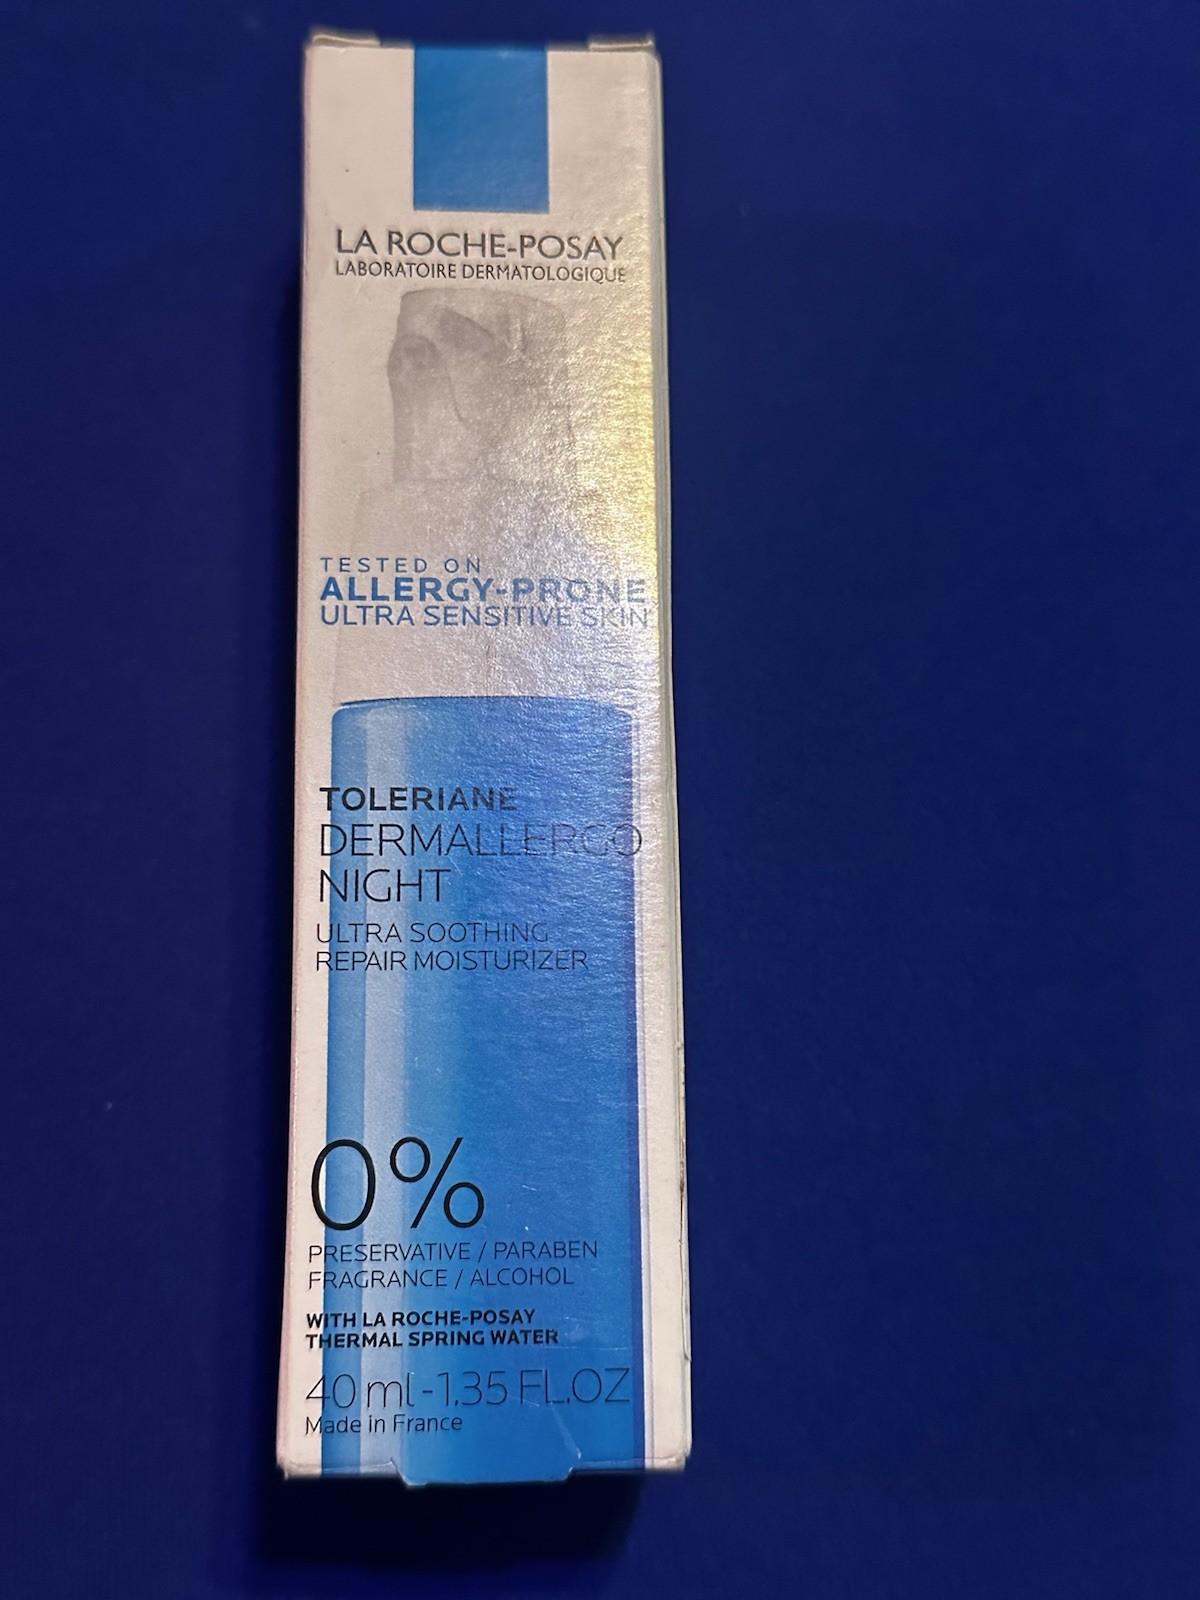 LA ROCHE-POSAY
LABORATOIRE DERMATOLOGIQUE
TESTED ON
ALLERGY-PRONE
ULTRA SENSITIVE SKIN
TOLERIANE
DERMALLERGO
NIGHT
ULTRA SOOTHING
REPAIR MOISTURIZER
0%
PRESERVATIVE / PARABEN
FRAGRANCE / ALCOHOL
WITH LA ROCHE-POSAY
THERMAL SPRING WATER
40 ml - 1.35 FL.OZ
Made in France